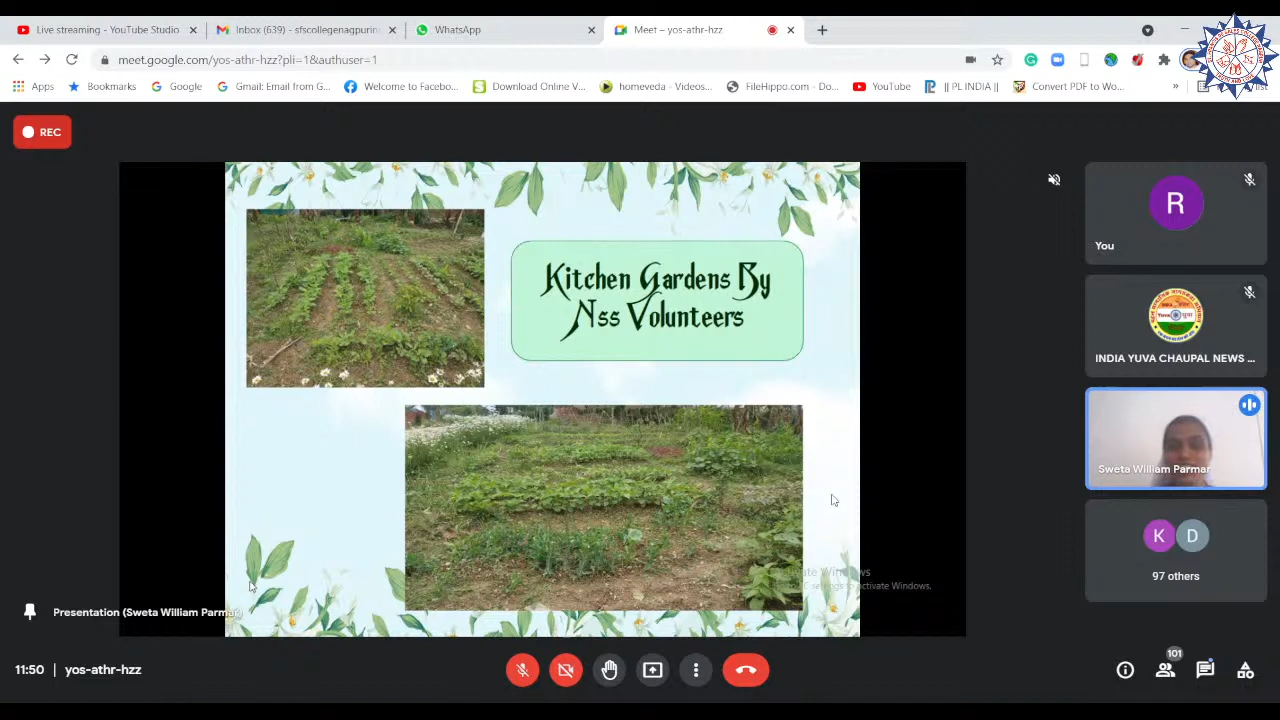 Live streaming - YouTube Studio
Inbox (639) - sfscollegenagpurin
WhatsApp
Meet – yos-athr-hzz
meet.google.com/yos-athr-hzz?pli=1&authuser=1
Apps
Bookmarks
Google
Gmail: Email from G...
Welcome to Facebo...
Download Online V...
homeveda - Videos...
FileHippo.com - Do...
YouTube
|| PL INDIA ||
Convert PDF to Wo...
»
REC
Kitchen Gardens By
Nss Volunteers
R
You
INDIA YUVA CHAUPAL NEWS ...
Sweta William Parmar
K D
97 others
Presentation (Sweta William Parmar)
11:50 | yos-athr-hzz
101